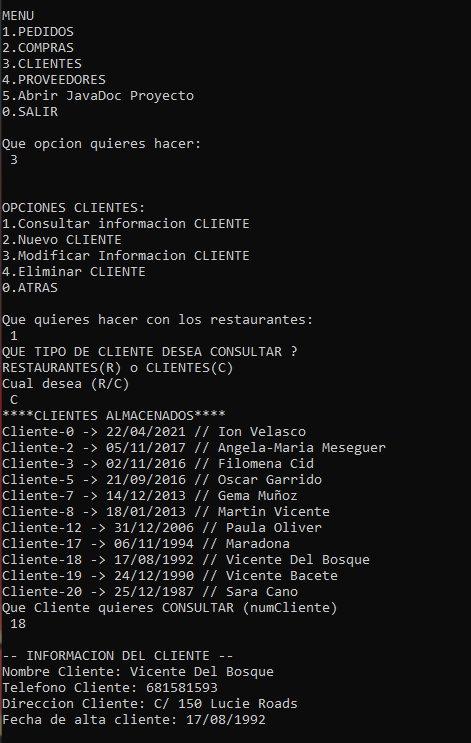 MENU
1.PEDIDOS
2.COMPRAS
3.CLIENTES
4.PROVEEDORES
5.Abrir JavaDoc Proyecto
0.SALIR
Que opcion quieres hacer:
3
OPCIONES CLIENTES:
1.Consultar informacion CLIENTE
2.Nuevo CLIENTE
3.Modificar Informacion CLIENTE
4.Eliminar CLIENTE
0.ATRAS
Que quieres hacer con los restaurantes:
1
QUE TIPO DE CLIENTE DESEA CONSULTAR ?
RESTAURANTES(R) o CLIENTES(C)
Cual desea (R/C)
C
****CLIENTES ALMACENADOS****
Cliente-0 -> 22/04/2021 // Ion Velasco
Cliente-2 -> 05/11/2017 // Angela-Maria Meseguer
Cliente-3 -> 02/11/2016 // Filomena Cid
Cliente-5 -> 21/09/2016 // Oscar Garrido
Cliente-7 -> 14/12/2013 // Gema Muñoz
Cliente-8 -> 18/01/2013 // Martin Vicente
Cliente-12 -> 31/12/2006 // Paula Oliver
Cliente-17 -> 06/11/1994 // Maradona
Cliente-18 -> 17/08/1992 // Vicente Del Bosque
Cliente-19 -> 24/12/1990 // Vicente Bacete
Cliente-20 -> 25/12/1987 // Sara Cano
Que Cliente quieres CONSULTAR (numCliente)
18
-- INFORMACION DEL CLIENTE --
Nombre Cliente: Vicente Del Bosque
Telefono Cliente: 681581593
Direccion Cliente: C/ 150 Lucie Roads
Fecha de alta cliente: 17/08/1992